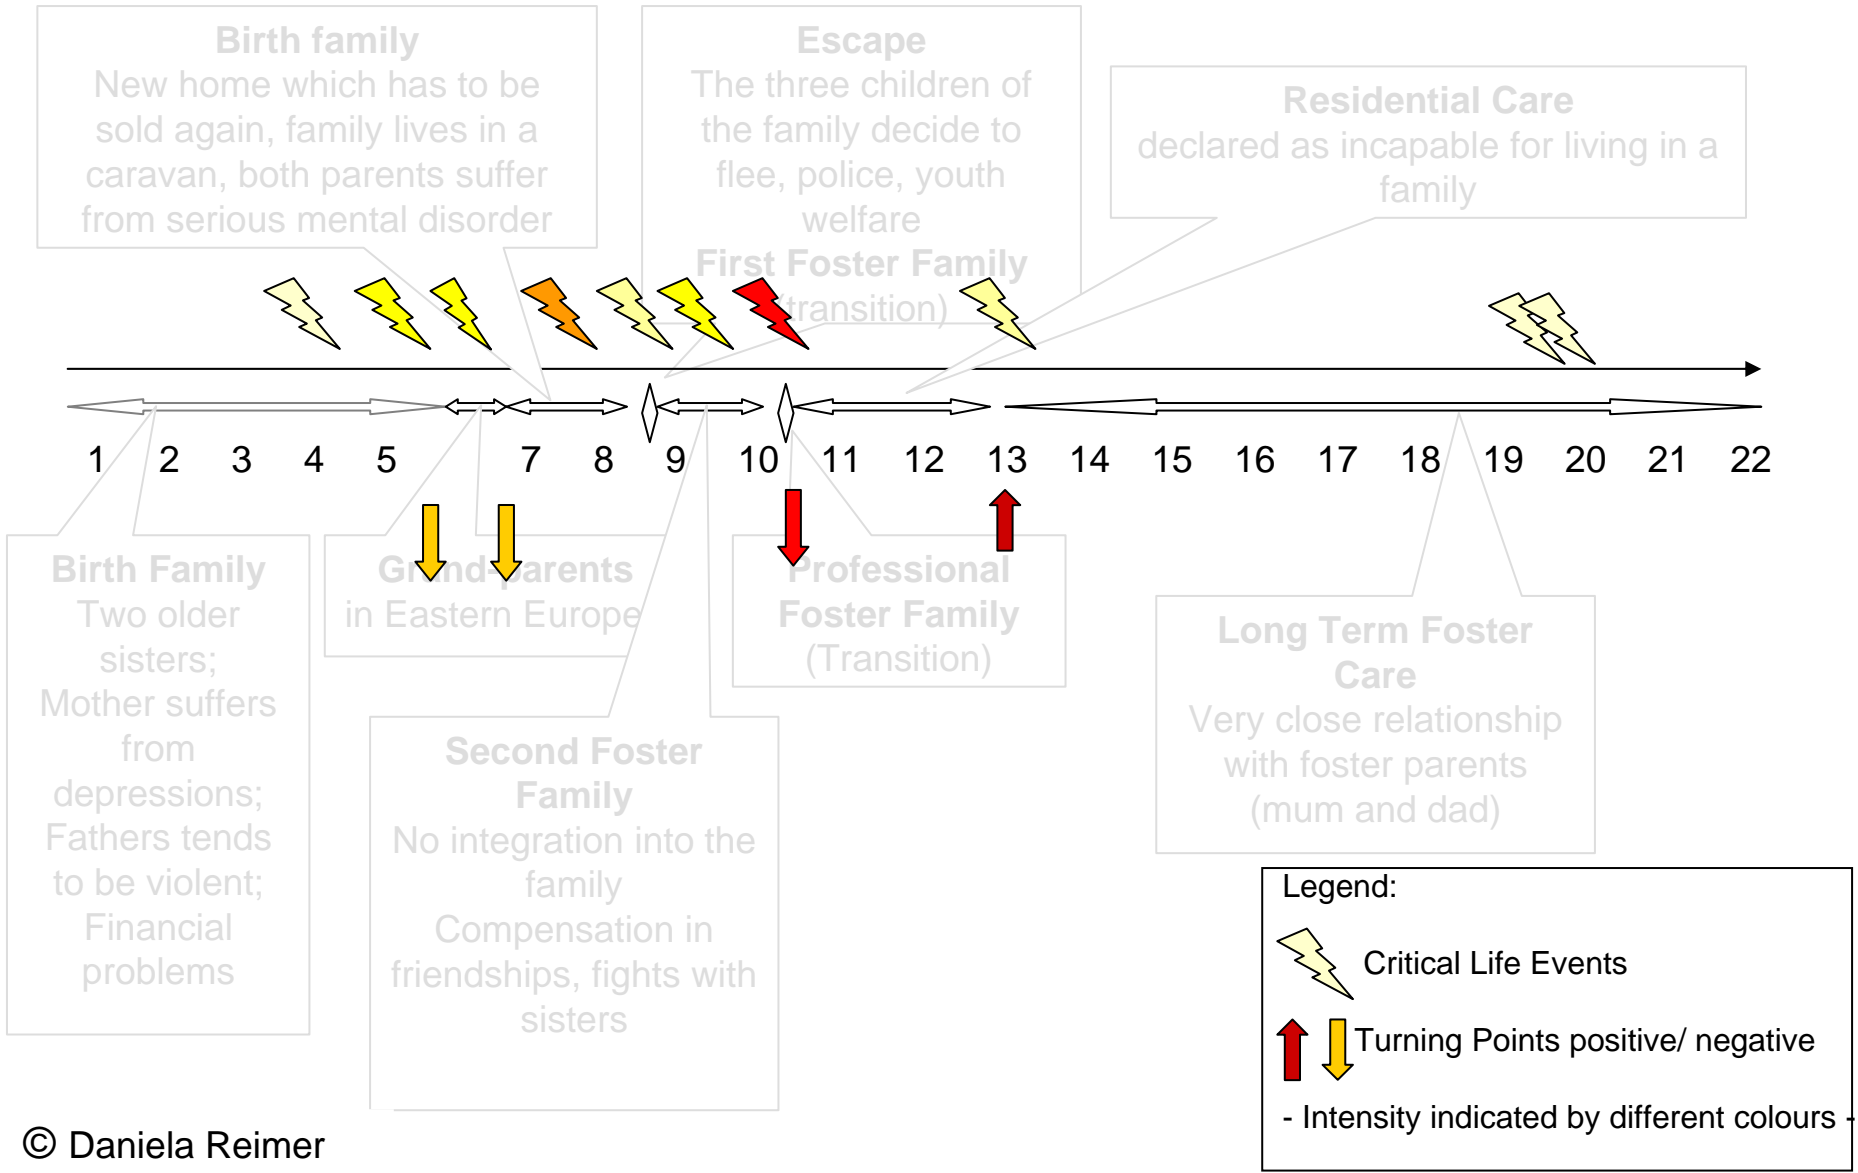 Birth family
New home which has to be
sold again, family lives in a
caravan, both parents suffer
from serious mental disorder
Escape
The three children of
the family decide to
flee, police, youth
welfare
First Foster Family
(transition)
Residential Care
declared as incapable for living in a
family
1 2 3 4 5 7 8 9 10 11 12 13 14 15 16 17 18 19 20 21 22
Birth Family
Two older
sisters;
Mother suffers
from
depressions;
Fathers tends
to be violent;
Financial
problems
Grand-parents
in Eastern Europe
Second Foster
Family
No integration into the
family
Compensation in
friendships, fights with
sisters
Professional
Foster Family
(Transition)
Long Term Foster
Care
Very close relationship
with foster parents
(mum and dad)
Legend:
Critical Life Events
Turning Points positive/ negative
- Intensity indicated by different colours -
© Daniela Reimer